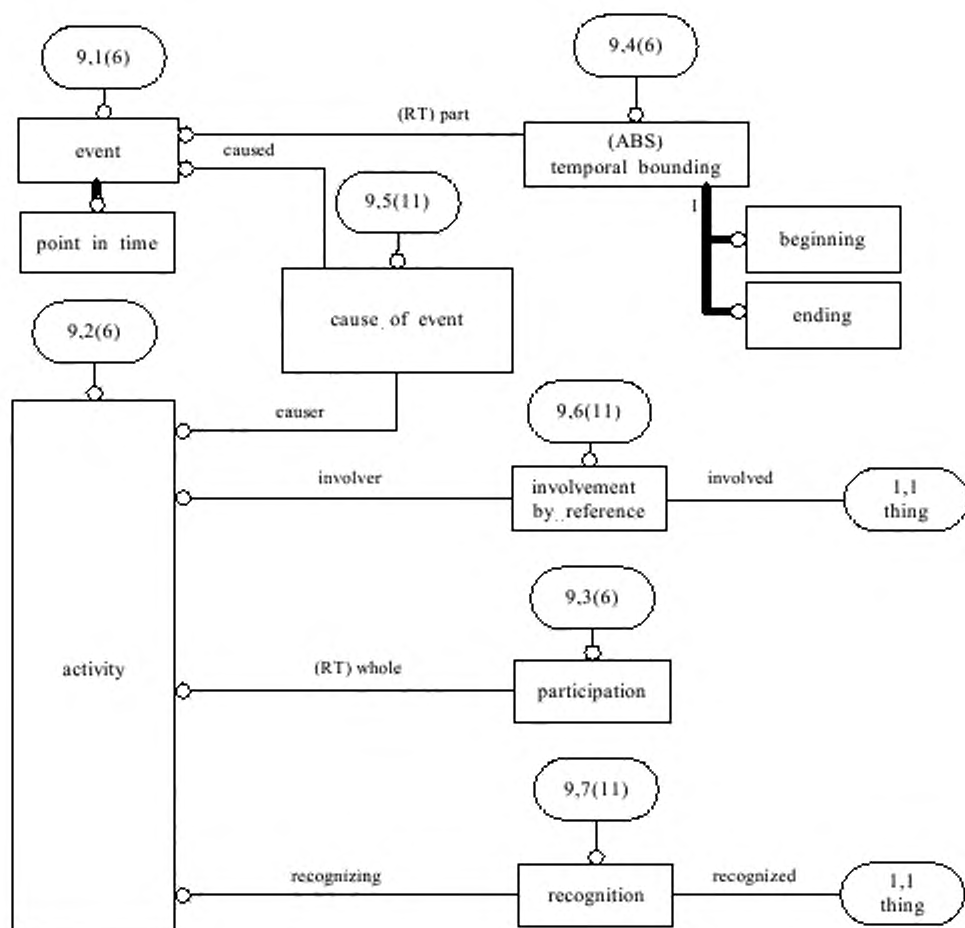 9,1(6)
9,4(6)
(RT) part
event
caused
(ABS)
temporal bounding
9,5(11)
1
point in time
beginning
cause of event
ending
9,2(6)
causer
9,6(11)
involver
involvement
by reference
involved
1,1
thing
9,3(6)
activity
(RT) whole
participation
9,7(11)
recognizing
recognition
recognized
1,1
thing